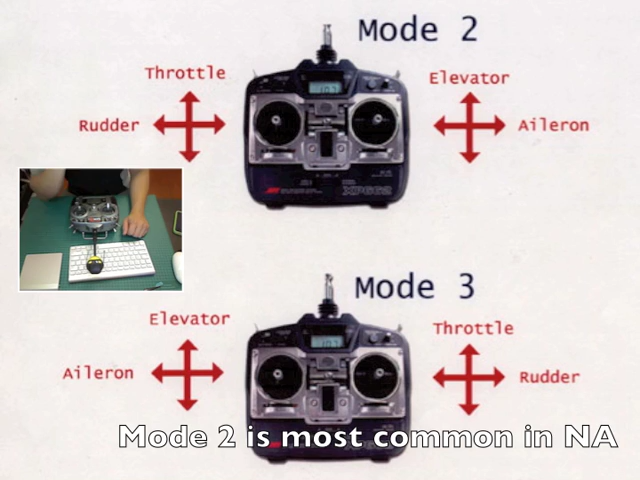 Mode 2
Throttle
Elevator
Rudder
Aileron
XP662
Mode 3
Elevator
Throttle
Aileron
Rudder
Mode 2 is most common in NA